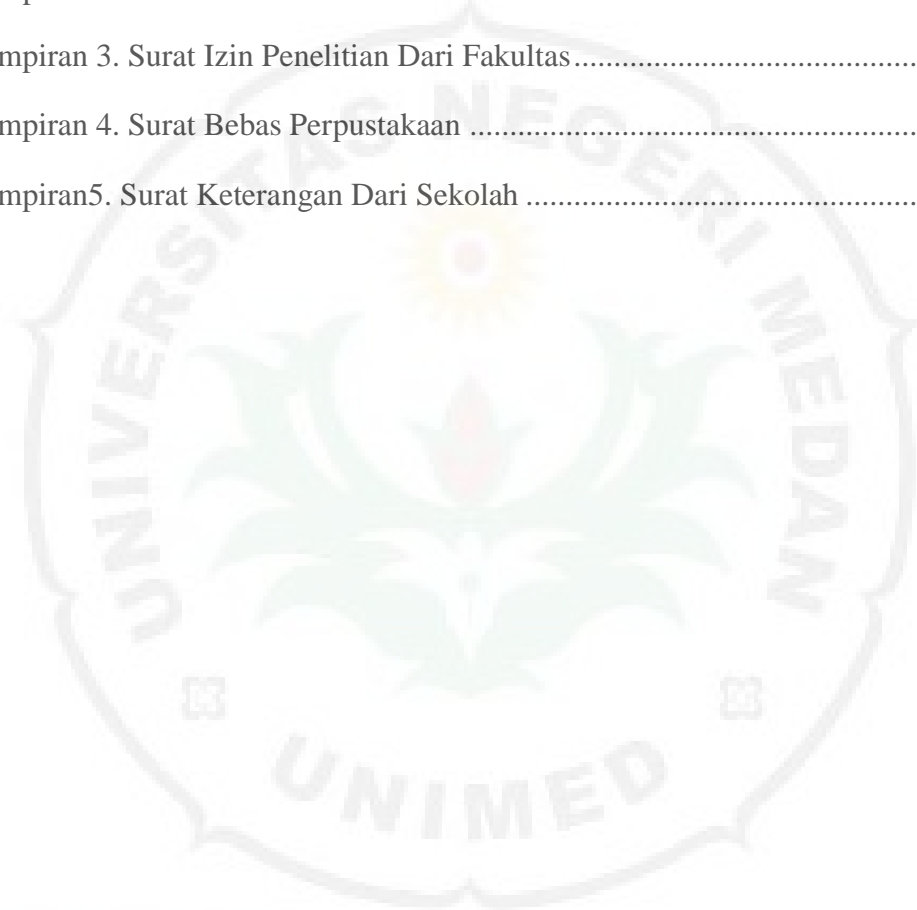 mpiran 3. Surat Izin Penelitian Dari Fakultas..........................................
mpiran 4. Surat Bebas Perpustakaan .......................................................
mpiran5. Surat Keterangan Dari Sekolah ................................................
UNIVERSITAS NEGERI MEDAN
UNIMED